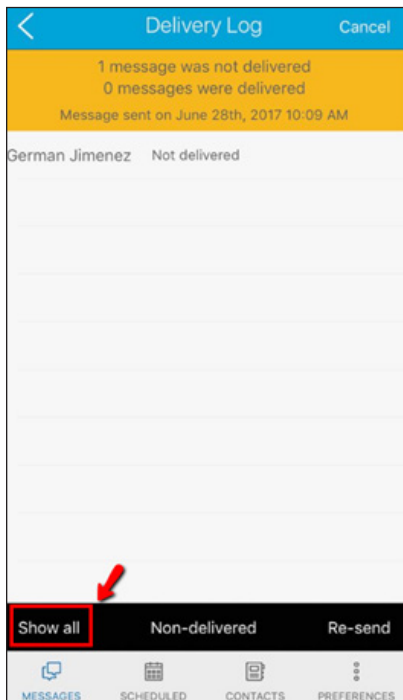 Delivery Log Cancel
1 message was not delivered
0 messages were delivered
Message sent on June 28th, 2017 10:09 AM
German Jimenez Not delivered
Show all Non-delivered Re-send
MESSAGES SCHEDULED CONTACTS PREFERENCES